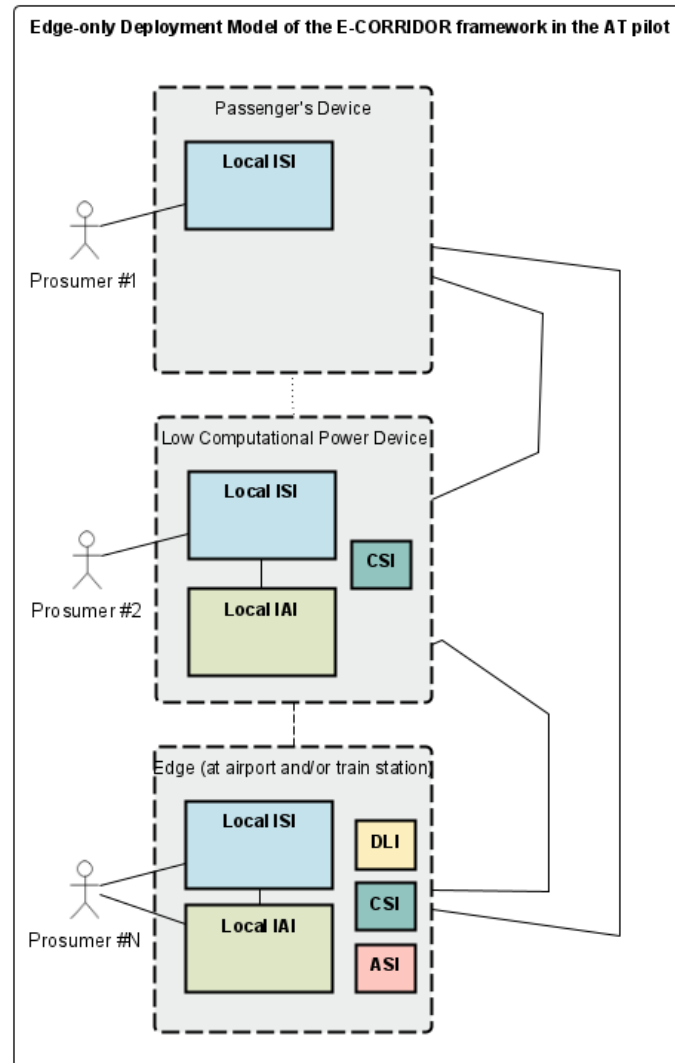 Edge-only Deployment Model of the E-CORRIDOR framework in the AT pilot
Passenger's Device
Local ISI
Prosumer #1
Low Computational Power Device
Local ISI
CSI
Prosumer #2
Local IAI
Edge (at airport and/or train station)
Local ISI
DLI
CSI
Local IAI
Prosumer #N
ASI